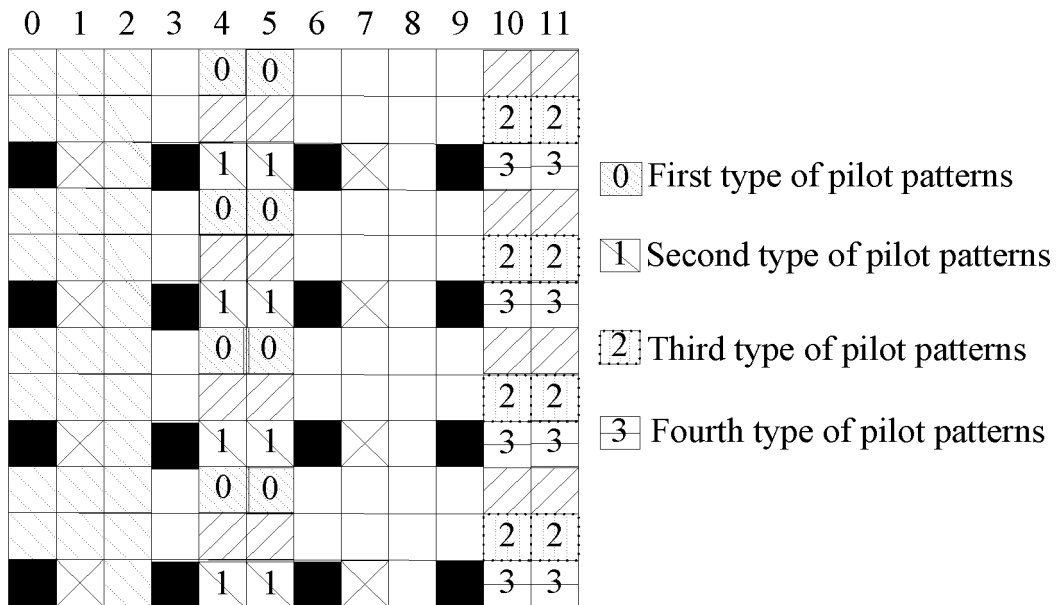 0 1 2 3 4 5 6 7 8 9 10 11
0 0
2 2
1 1 3 3
0 0
2 2
1 1 3 3
0 0
2 2
1 1 3 3
0 0
2 2
1 1 3 3
0 First type of pilot patterns
1 Second type of pilot patterns
2 Third type of pilot patterns
3 Fourth type of pilot patterns